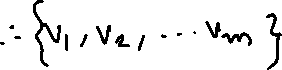 ∴ {v₁, v₂, ... vₘ}